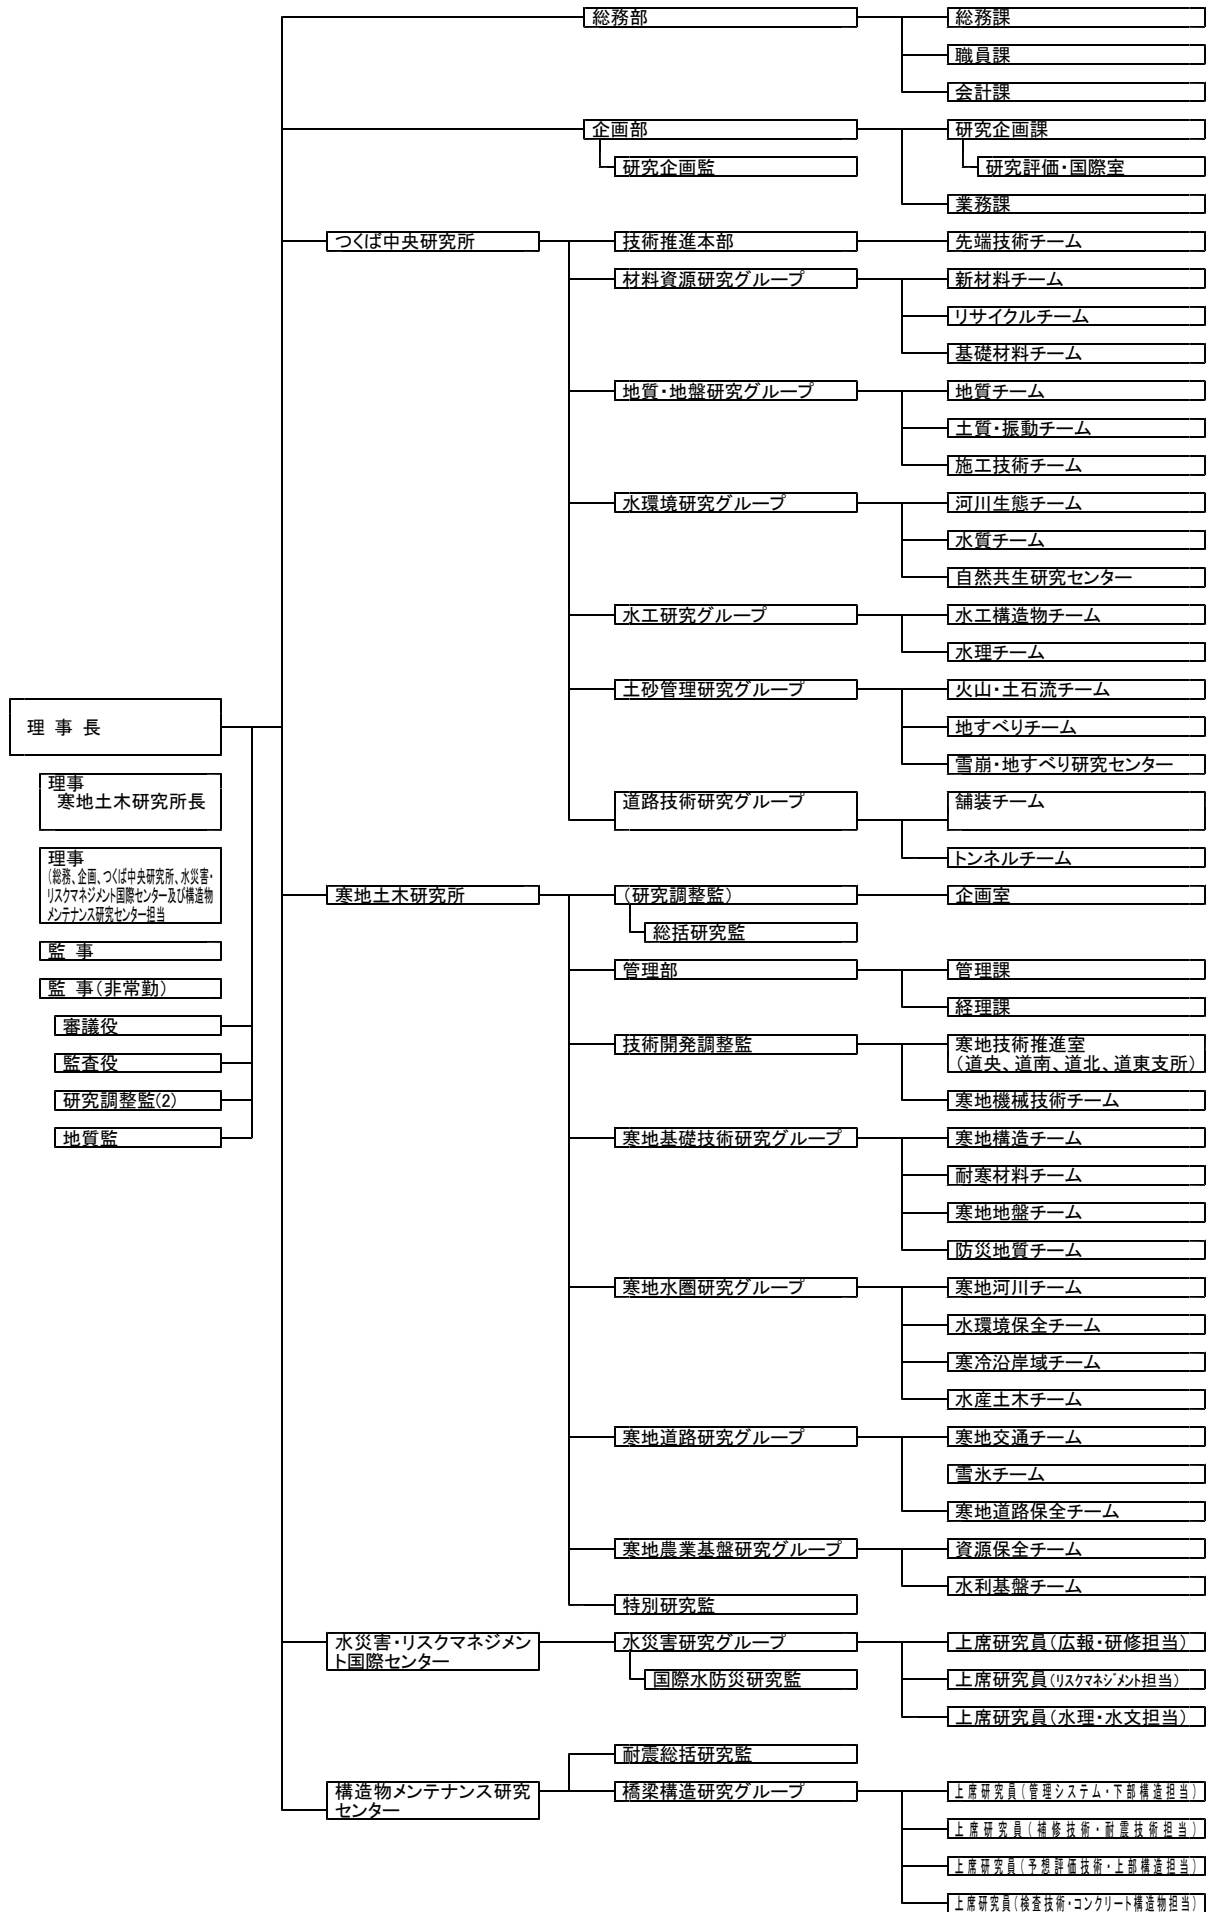 総務部
総務課
職員課
会計課
企画部
研究企画課
研究企画監
研究評価・国際室
業務課
つくば中央研究所
技術推進本部
先端技術チーム
材料資源研究グループ
新材料チーム
リサイクルチーム
基礎材料チーム
地質・地盤研究グループ
地質チーム
土質・振動チーム
施工技術チーム
水環境研究グループ
河川生態チーム
水質チーム
自然共生研究センター
水工研究グループ
水工構造物チーム
水理チーム
土砂管理研究グループ
火山・土石流チーム
地すべりチーム
雪崩・地すべり研究センター
道路技術研究グループ
舗装チーム
トンネルチーム
理 事 長
理事
寒地土木研究所長
理事
(総務、企画、つくば中央研究所、水災害・
リスクマネジメント国際センター及び構造物
メンテナンス研究センター担当
監 事
監 事(非常勤)
審議役
監査役
研究調整監(2)
地質監
寒地土木研究所
(研究調整監)
企画室
総括研究監
管理部
管理課
経理課
技術開発調整監
寒地技術推進室
(道央、道南、道北、道東支所)
寒地機械技術チーム
寒地基礎技術研究グループ
寒地構造チーム
耐寒材料チーム
寒地地盤チーム
防災地質チーム
寒地水圏研究グループ
寒地河川チーム
水環境保全チーム
寒冷沿岸域チーム
水産土木チーム
寒地道路研究グループ
寒地交通チーム
雪氷チーム
寒地道路保全チーム
寒地農業基盤研究グループ
資源保全チーム
水利基盤チーム
特別研究監
水災害・リスクマネジメン
ト国際センター
水災害研究グループ
上席研究員(広報・研修担当)
国際水防災研究監
上席研究員(リスクマネジメント担当)
上席研究員(水理・水文担当)
構造物メンテナンス研究
センター
耐震総括研究監
橋梁構造研究グループ
上席研究員(管理システム・下部構造担当)
上席研究員(補修技術・耐震技術担当)
上席研究員(予想評価技術・上部構造担当)
上席研究員(検査技術・コンクリート構造物担当)